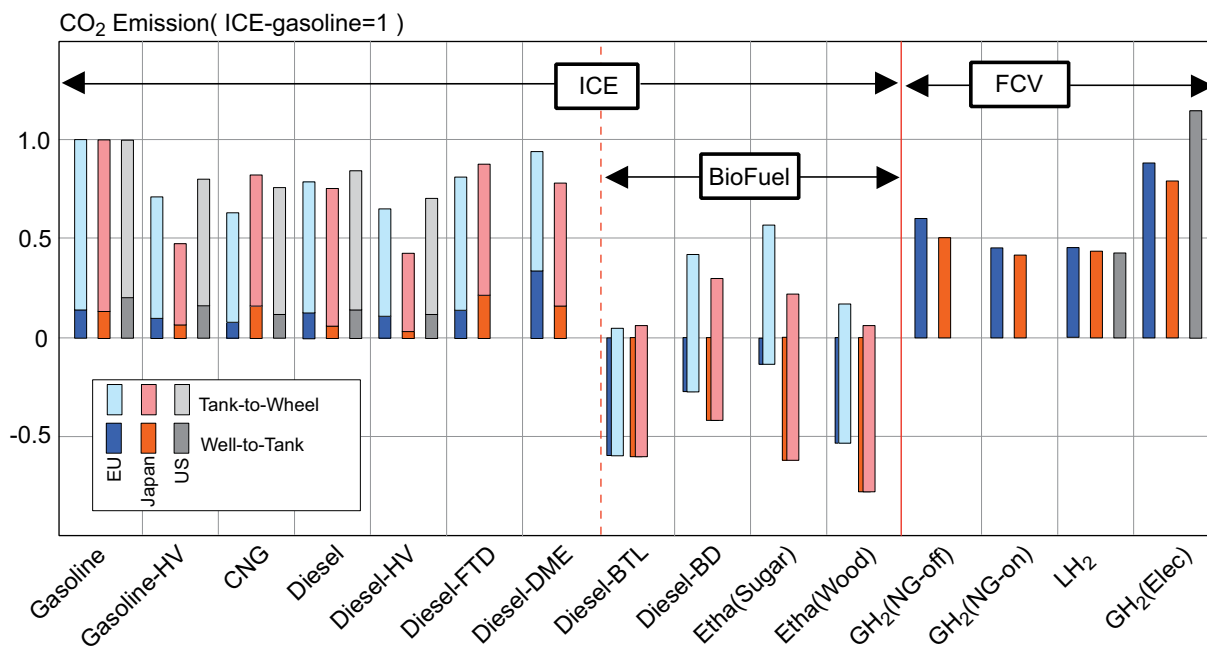 CO₂ Emission( ICE-gasoline=1 )
ICE
FCV
BioFuel
1.0
0.5
0
-0.5
Tank-to-Wheel
Well-to-Tank
EU
Japan
US
Gasoline
Gasoline-HV
CNG
Diesel
Diesel-HV
Diesel-FTD
Diesel-DME
Diesel-BTL
Diesel-BD
Etha(Sugar)
Etha(Wood)
GH₂(NG-off)
GH₂(NG-on)
LH₂
GH₂(Elec)